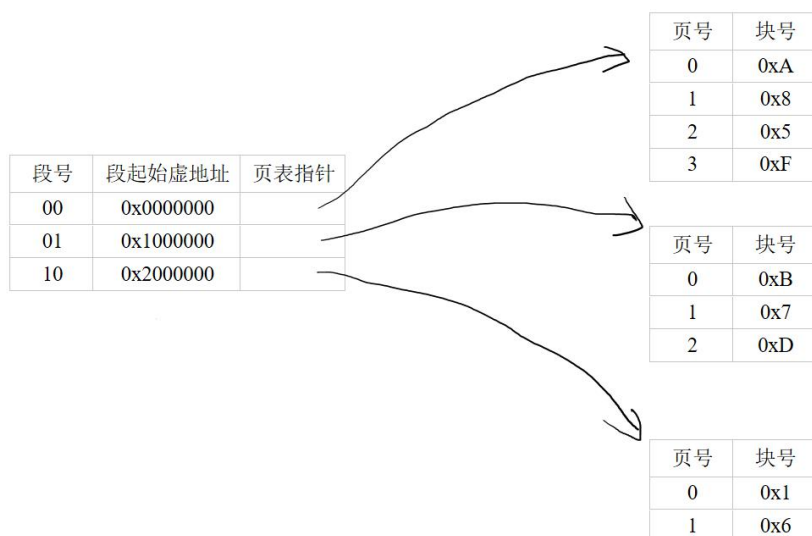 页号 块号
0 0xA
1 0x8
2 0x5
3 0xF
段号 段起始虚地址 页表指针
00 0x0000000
01 0x1000000
10 0x2000000
页号 块号
0 0xB
1 0x7
2 0xD
页号 块号
0 0x1
1 0x6